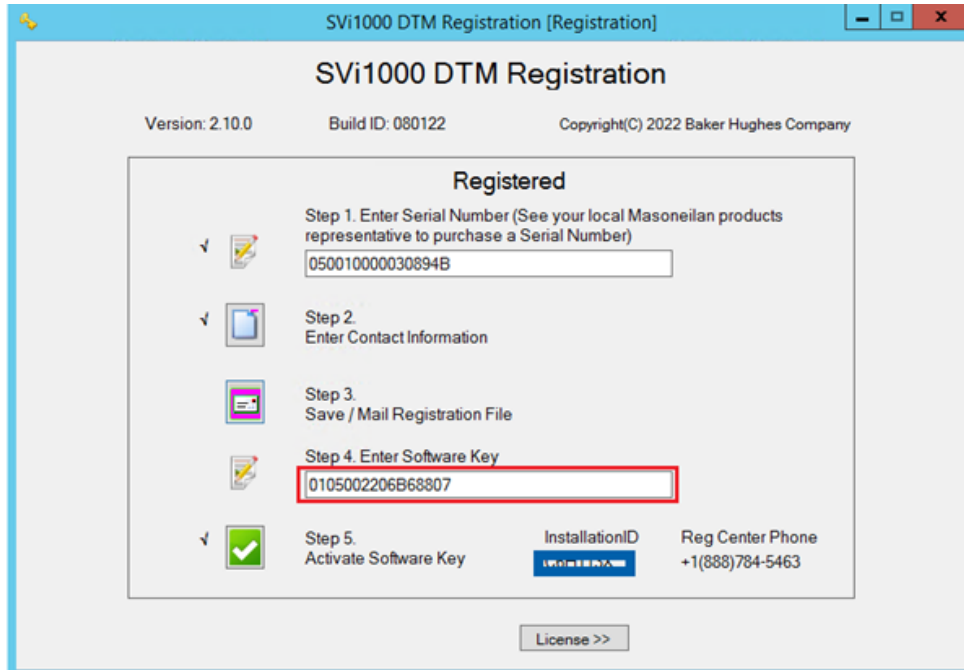 SVi1000 DTM Registration [Registration]
SVi1000 DTM Registration
Version: 2.10.0 Build ID: 080122 Copyright(C) 2022 Baker Hughes Company
Registered
Step 1. Enter Serial Number (See your local Masoneilan products
representative to purchase a Serial Number)
050010000030894B
Step 2.
Enter Contact Information
Step 3.
Save / Mail Registration File
Step 4. Enter Software Key
0105002206B68807
Step 5. InstallationID Reg Center Phone
Activate Software Key +1(888)784-5463
License >>